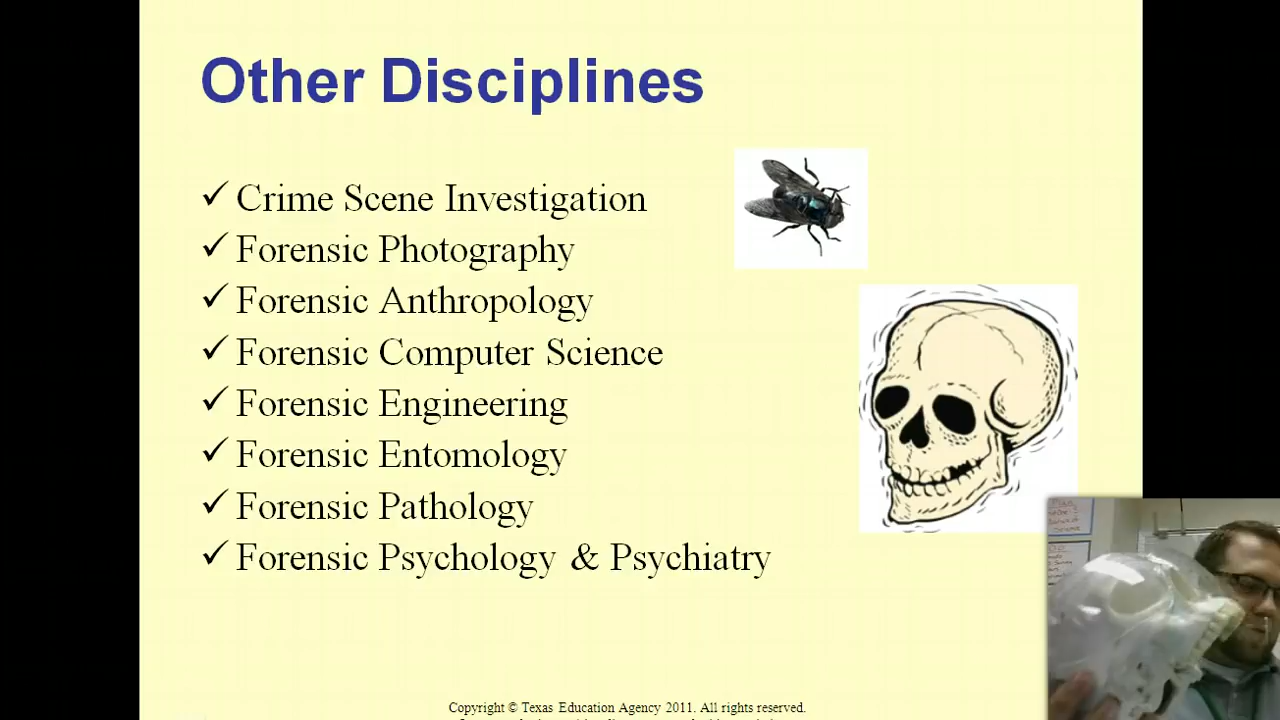 Other Disciplines
✓ Crime Scene Investigation
✓ Forensic Photography
✓ Forensic Anthropology
✓ Forensic Computer Science
✓ Forensic Engineering
✓ Forensic Entomology
✓ Forensic Pathology
✓ Forensic Psychology & Psychiatry
Copyright © Texas Education Agency 2011. All rights reserved.